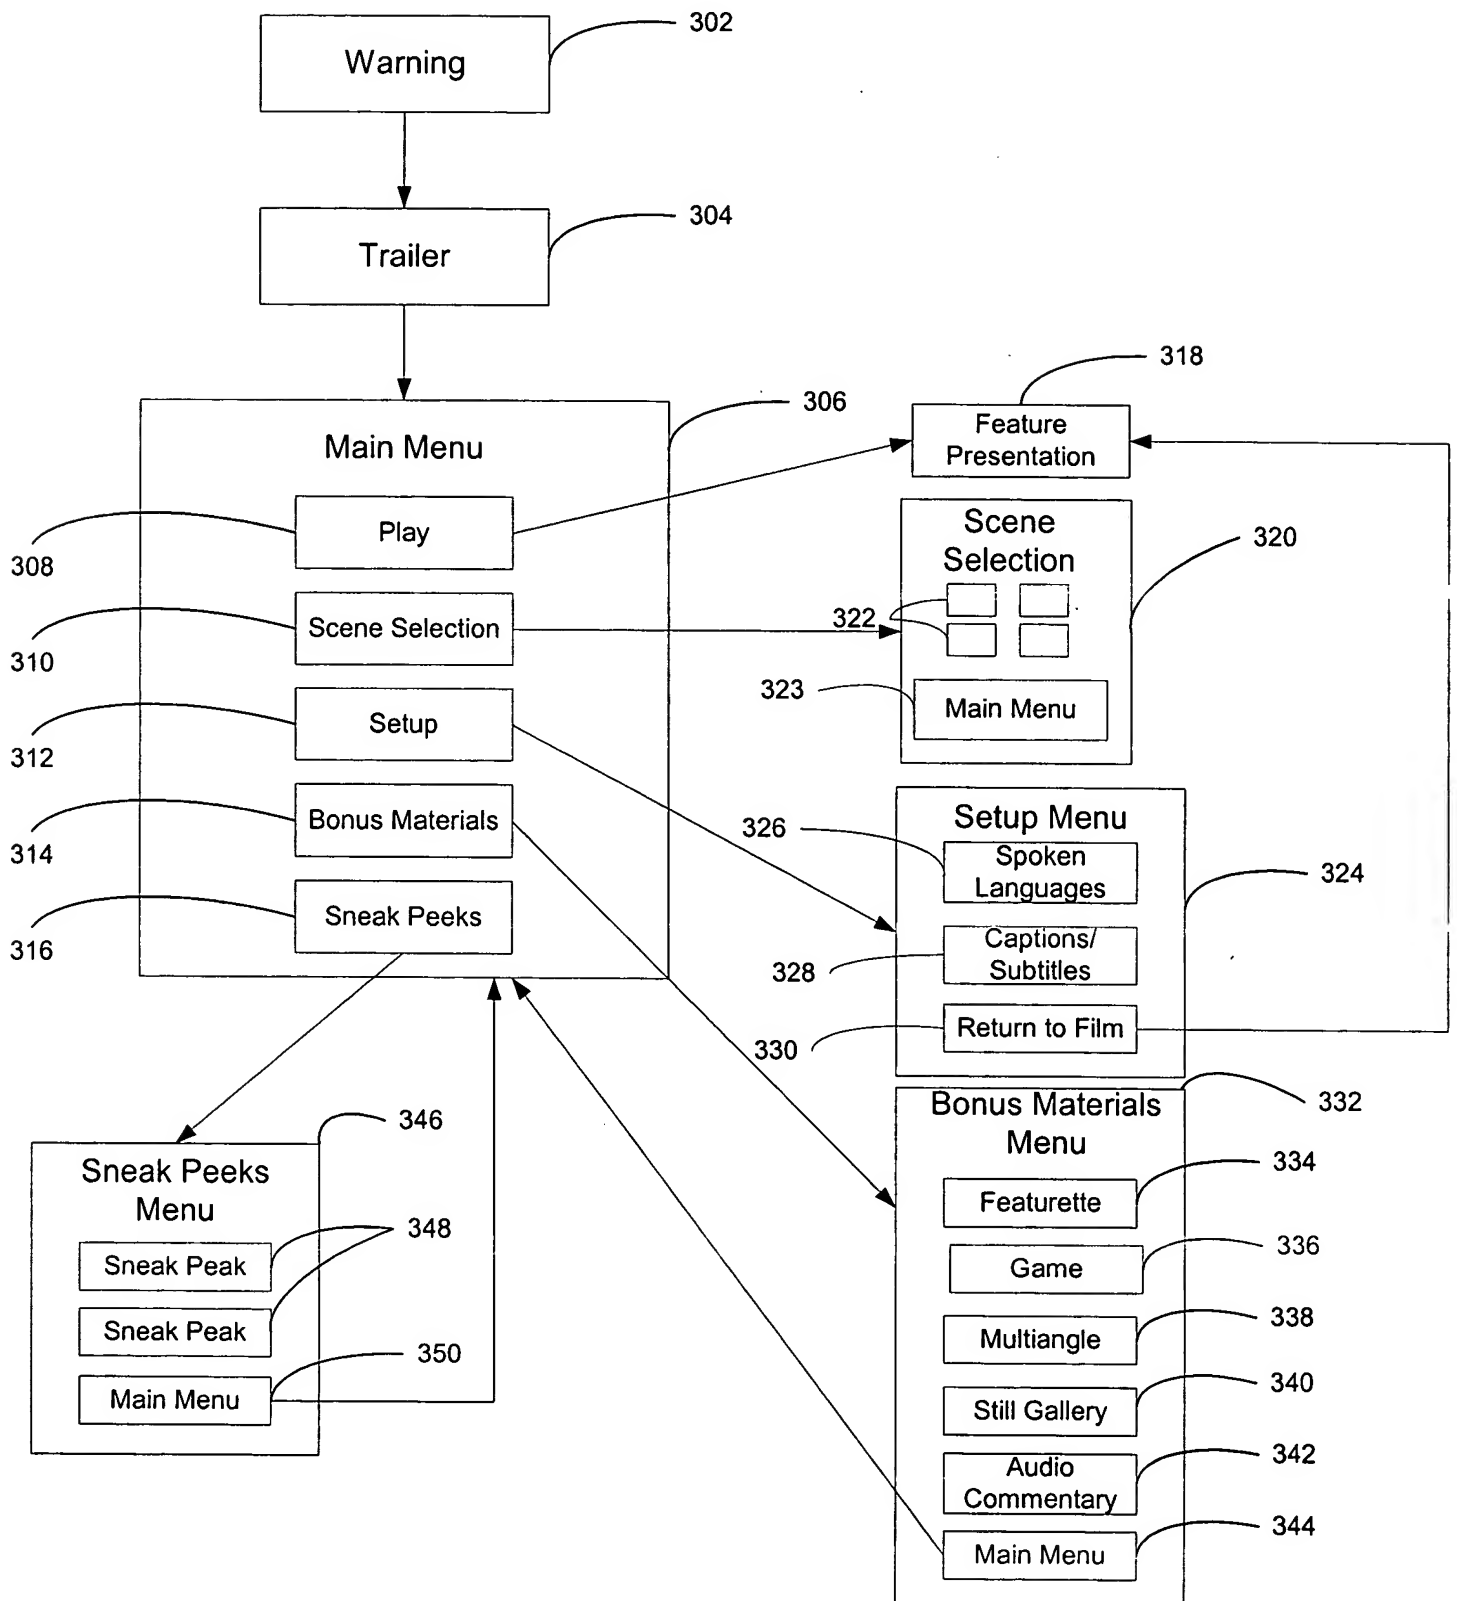 302
Warning
304
Trailer
318
306
Feature
Presentation
Main Menu
Play
308
Scene
Selection
320
322
Scene Selection
310
323
Main Menu
Setup
312
Setup Menu
326
Spoken
Languages
324
Bonus Materials
314
Captions/
Subtitles
328
Sneak Peeks
316
Return to Film
330
332
Bonus Materials
Menu
334
Featurette
336
Game
338
Multiangle
340
Still Gallery
342
Audio
Commentary
344
Main Menu
346
Sneak Peeks
Menu
348
Sneak Peak
Sneak Peak
350
Main Menu